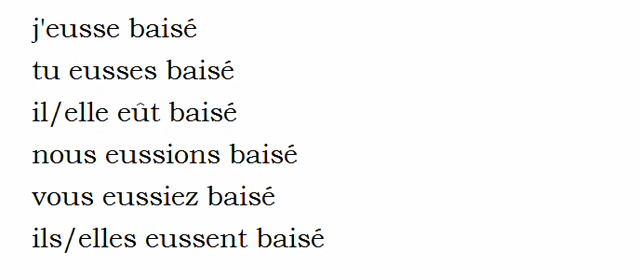 j'eusse baisé
tu eusses baisé
il/elle eût baisé
nous eussions baisé
vous eussiez baisé
ils/elles eussent baisé